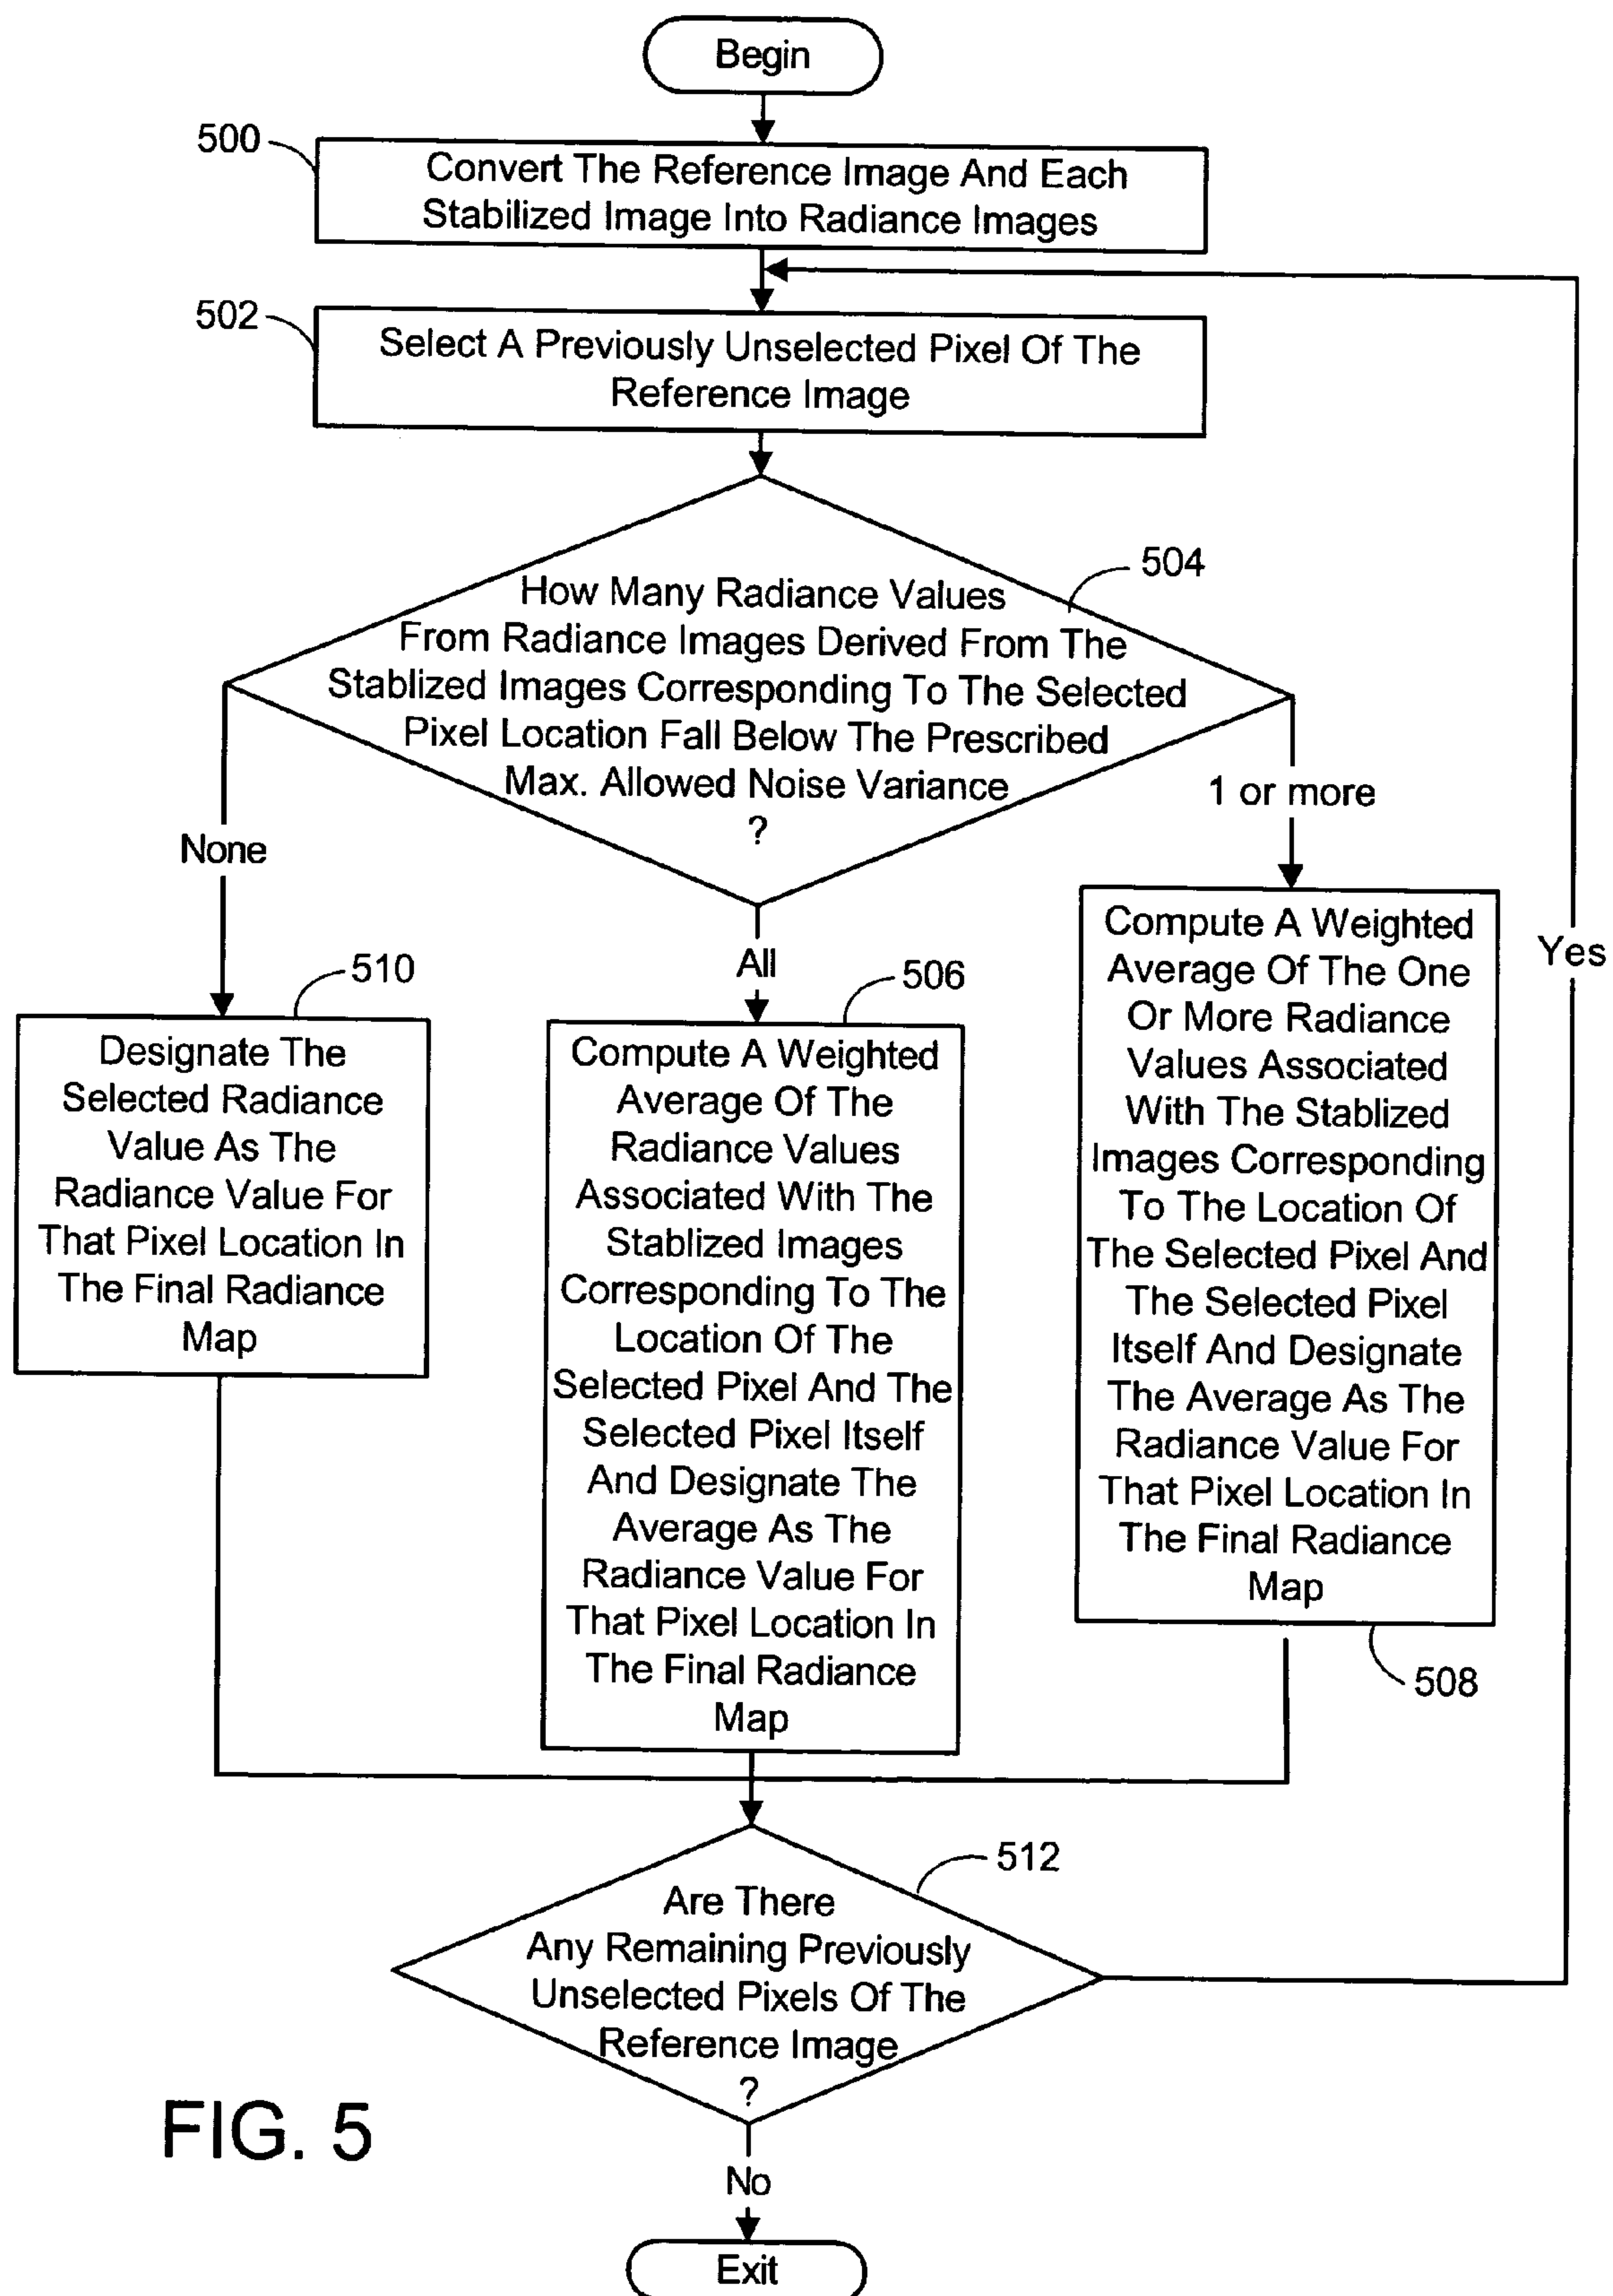 Begin
500
Convert The Reference Image And Each
Stabilized Image Into Radiance Images
502
Select A Previously Unselected Pixel Of The
Reference Image
504
How Many Radiance Values
From Radiance Images Derived From The
Stablized Images Corresponding To The Selected
Pixel Location Fall Below The Prescribed
Max. Allowed Noise Variance
?
None
All
1 or more
Yes
510
Designate The
Selected Radiance
Value As The
Radiance Value For
That Pixel Location In
The Final Radiance
Map
506
Compute A Weighted
Average Of The
Radiance Values
Associated With The
Stablized Images
Corresponding To The
Location Of The
Selected Pixel And The
Selected Pixel Itself
And Designate The
Average As The
Radiance Value For
That Pixel Location In
The Final Radiance
Map
Compute A Weighted
Average Of The One
Or More Radiance
Values Associated
With The Stablized
Images Corresponding
To The Location Of
The Selected Pixel And
The Selected Pixel
Itself And Designate
The Average As The
Radiance Value For
That Pixel Location In
The Final Radiance
Map
508
512
Are There
Any Remaining Previously
Unselected Pixels Of The
Reference Image
?
FIG. 5
No
Exit